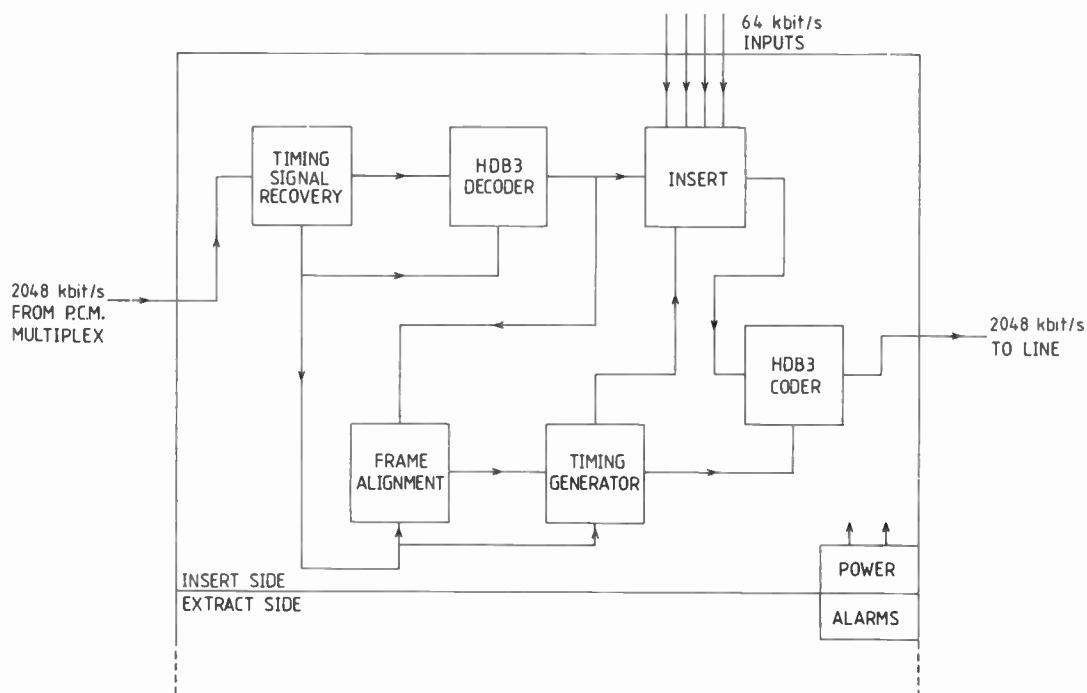 64 kbit/s
INPUTS
TIMING
SIGNAL
RECOVERY
HDB3
DECODER
INSERT
2048 kbit/s
FROM P.C.M.
MULTIPLEX
2048 kbit/s
TO LINE
HDB3
CODER
FRAME
ALIGNMENT
TIMING
GENERATOR
POWER
INSERT SIDE
EXTRACT SIDE
ALARMS